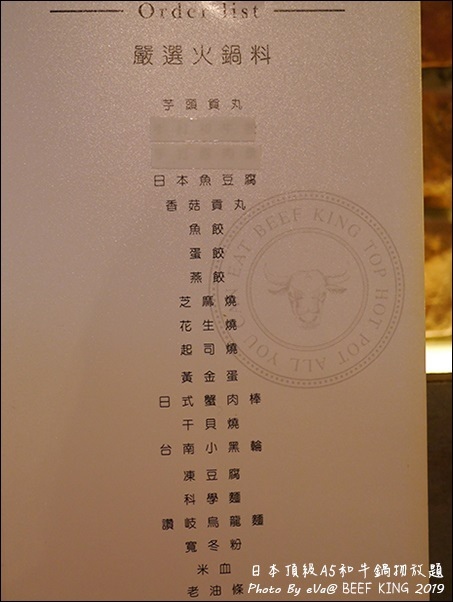 Order list
嚴選火鍋料
芋頭貢丸
日本魚豆腐
香菇貢丸
魚餃
蛋餃
燕餃
芝麻燒
花生燒
起司燒
黃金蛋
日式蟹肉棒
干貝燒
台南小黑輪
凍豆腐
科學麵
讚岐烏龍麵
寬冬粉
米血
老油條
ALL YOU CAN EAT BEEF KING TOP HOT POT
日本頂級A5和牛鍋物放題
Photo By eVa@ BEEF KING 2019